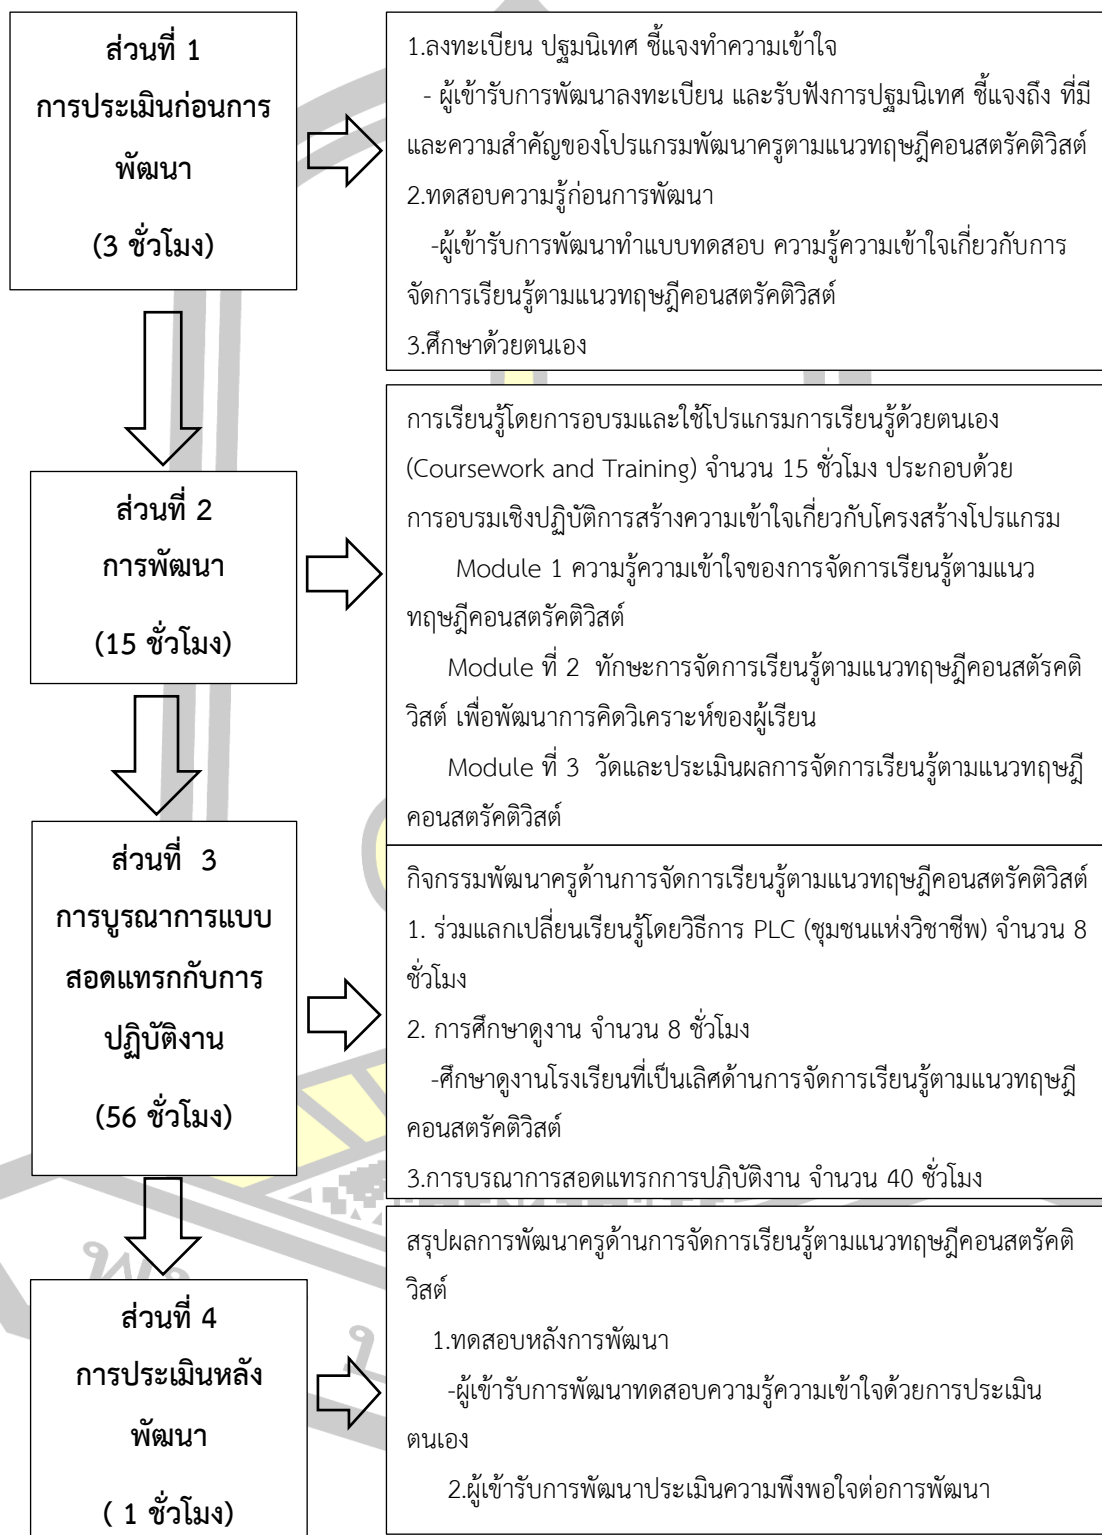 ส่วนที่ 1
การประเมินก่อนการ
พัฒนา
(3 ชั่วโมง)
1.ลงทะเบียน ปฐมนิเทศ ชี้แจงทำความเข้าใจ
- ผู้เข้ารับการพัฒนาลงทะเบียน และรับฟังการปฐมนิเทศ ชี้แจงถึง ที่มี
และความสำคัญของโปรแกรมพัฒนาครูตามแนวทฤษฎีคอนสตรัคติวิสต์
2.ทดสอบความรู้ก่อนการพัฒนา
-ผู้เข้ารับการพัฒนาทำแบบทดสอบ ความรู้ความเข้าใจเกี่ยวกับการ
จัดการเรียนรู้ตามแนวทฤษฎีคอนสตรัคติวิสต์
3.ศึกษาด้วยตนเอง
ส่วนที่ 2
การพัฒนา
(15 ชั่วโมง)
การเรียนรู้โดยการอบรมและใช้โปรแกรมการเรียนรู้ด้วยตนเอง
(Coursework and Training) จำนวน 15 ชั่วโมง ประกอบด้วย
การอบรมเชิงปฏิบัติการสร้างความเข้าใจเกี่ยวกับโครงสร้างโปรแกรม
Module 1 ความรู้ความเข้าใจของการจัดการเรียนรู้ตามแนว
ทฤษฎีคอนสตรัคติวิสต์
Module ที่ 2 ทักษะการจัดการเรียนรู้ตามแนวทฤษฎีคอนสตัรคติ
วิสต์ เพื่อพัฒนาการคิดวิเคราะห์ของผู้เรียน
Module ที่ 3 วัดและประเมินผลการจัดการเรียนรู้ตามแนวทฤษฎี
คอนสตรัคติวิสต์
ส่วนที่ 3
การบูรณาการแบบ
สอดแทรกกับการ
ปฏิบัติงาน
(56 ชั่วโมง)
กิจกรรมพัฒนาครูด้านการจัดการเรียนรู้ตามแนวทฤษฎีคอนสตรัคติวิสต์
1. ร่วมแลกเปลี่ยนเรียนรู้โดยวิธีการ PLC (ชุมชนแห่งวิชาชีพ) จำนวน 8
ชั่วโมง
2. การศึกษาดูงาน จำนวน 8 ชั่วโมง
-ศึกษาดูงานโรงเรียนที่เป็นเลิศด้านการจัดการเรียนรู้ตามแนวทฤษฎี
คอนสตรัคติวิสต์
3.การบูรณาการสอดแทรกการปฏิบัติงาน จำนวน 40 ชั่วโมง
ส่วนที่ 4
การประเมินหลัง
พัฒนา
( 1 ชั่วโมง)
สรุปผลการพัฒนาครูด้านการจัดการเรียนรู้ตามแนวทฤษฎีคอนสตรัคติ
วิสต์
1.ทดสอบหลังการพัฒนา
-ผู้เข้ารับการพัฒนาทดสอบความรู้ความเข้าใจด้วยการประเมิน
ตนเอง
2.ผู้เข้ารับการพัฒนาประเมินความพึงพอใจต่อการพัฒนา